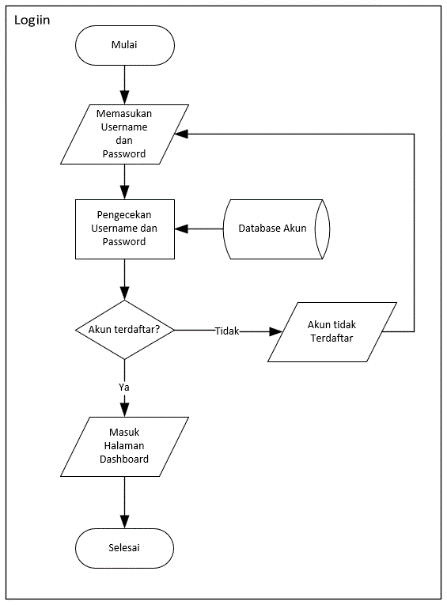 Logiin
Mulai
Memasukan
Username
dan
Password
Pengecekan
Username dan
Password
Database Akun
Akun terdaftar?
Tidak
Akun tidak
Terdaftar
Ya
Masuk
Halaman
Dashboard
Selesai